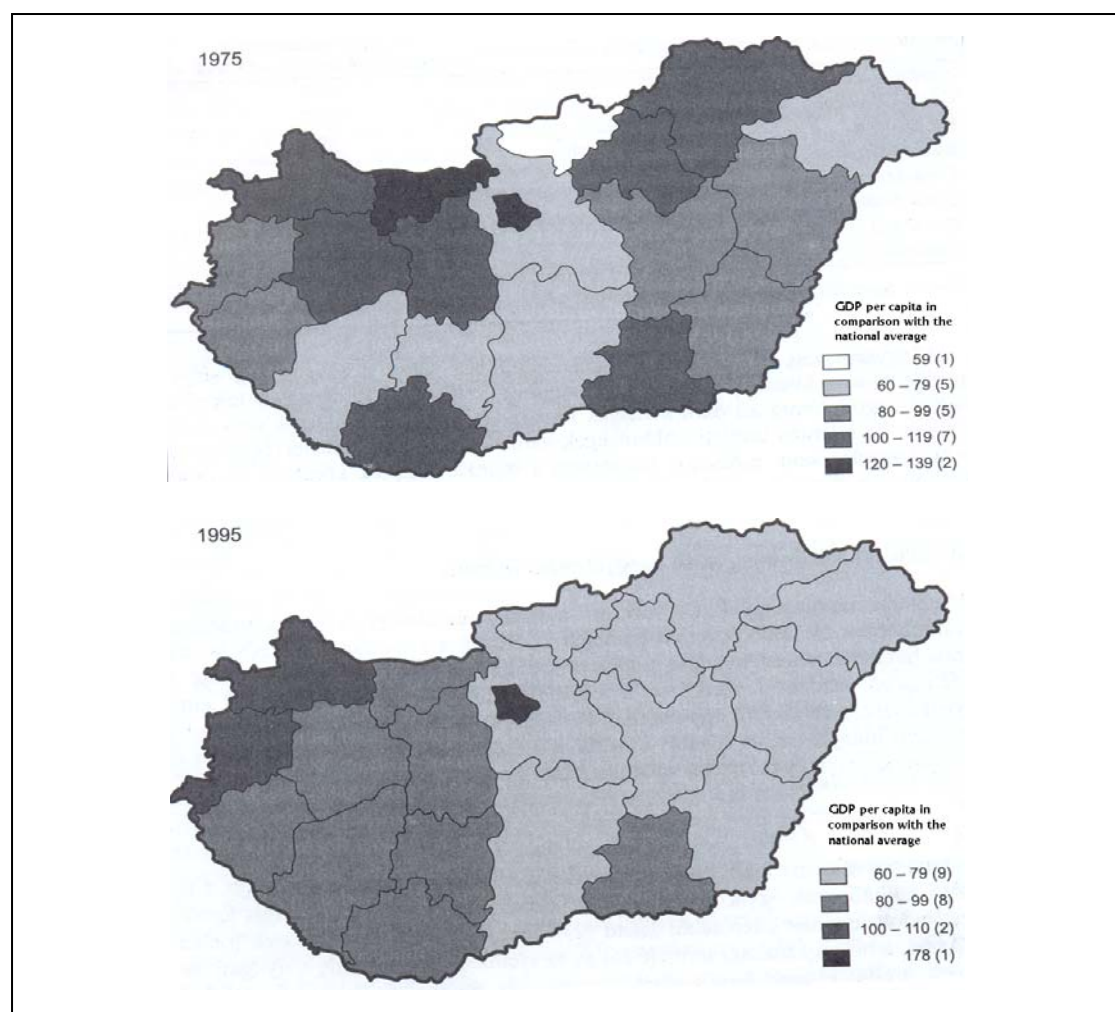 1975
GDP per capita in
comparison with the
national average
59 (1)
60 – 79 (5)
80 – 99 (5)
100 – 119 (7)
120 – 139 (2)
1995
GDP per capita in
comparison with the
national average
60 – 79 (9)
80 – 99 (8)
100 – 110 (2)
178 (1)